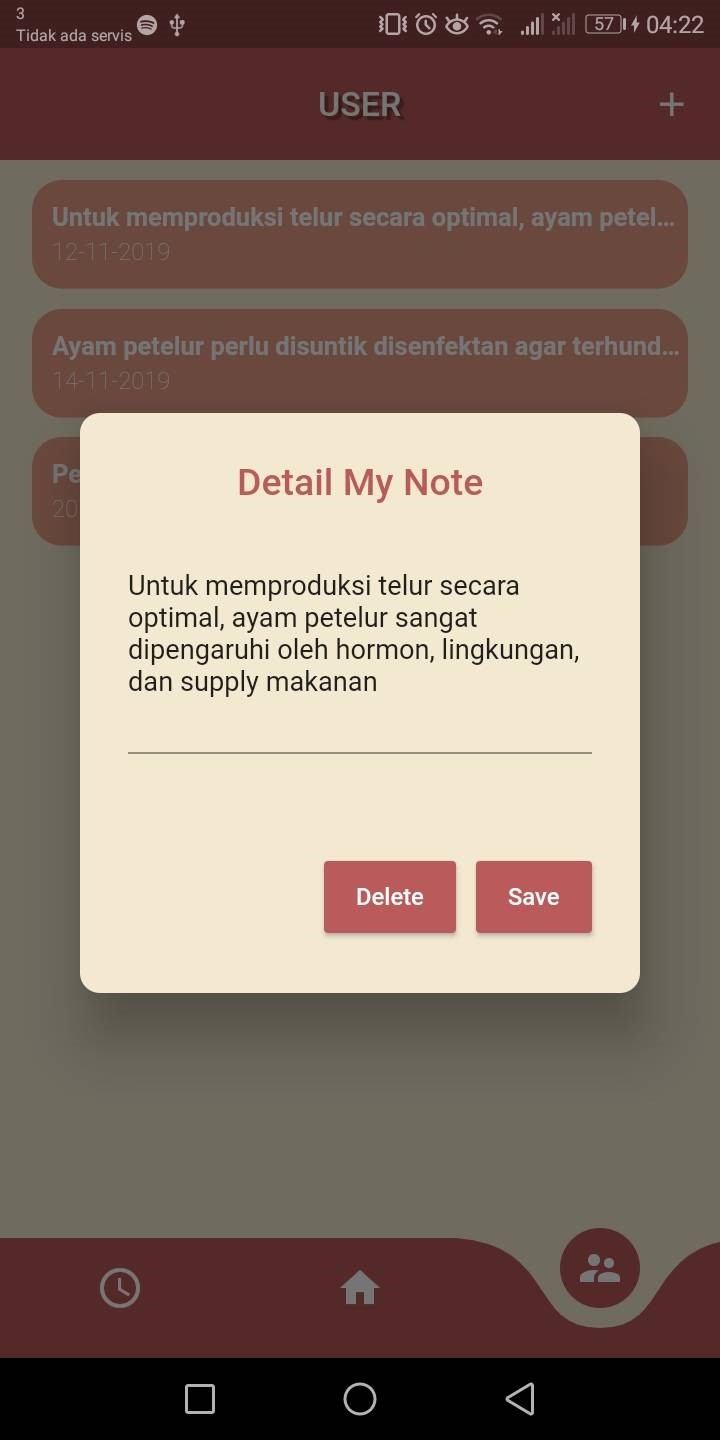 3
Tidak ada servis
57
04:22
USER
Untuk memproduksi telur secara optimal, ayam petel...
12-11-2019
Ayam petelur perlu disuntik disenfektan agar terhund...
14-11-2019
Pe
20
Detail My Note
Untuk memproduksi telur secara
optimal, ayam petelur sangat
dipengaruhi oleh hormon, lingkungan,
dan supply makanan
Delete Save